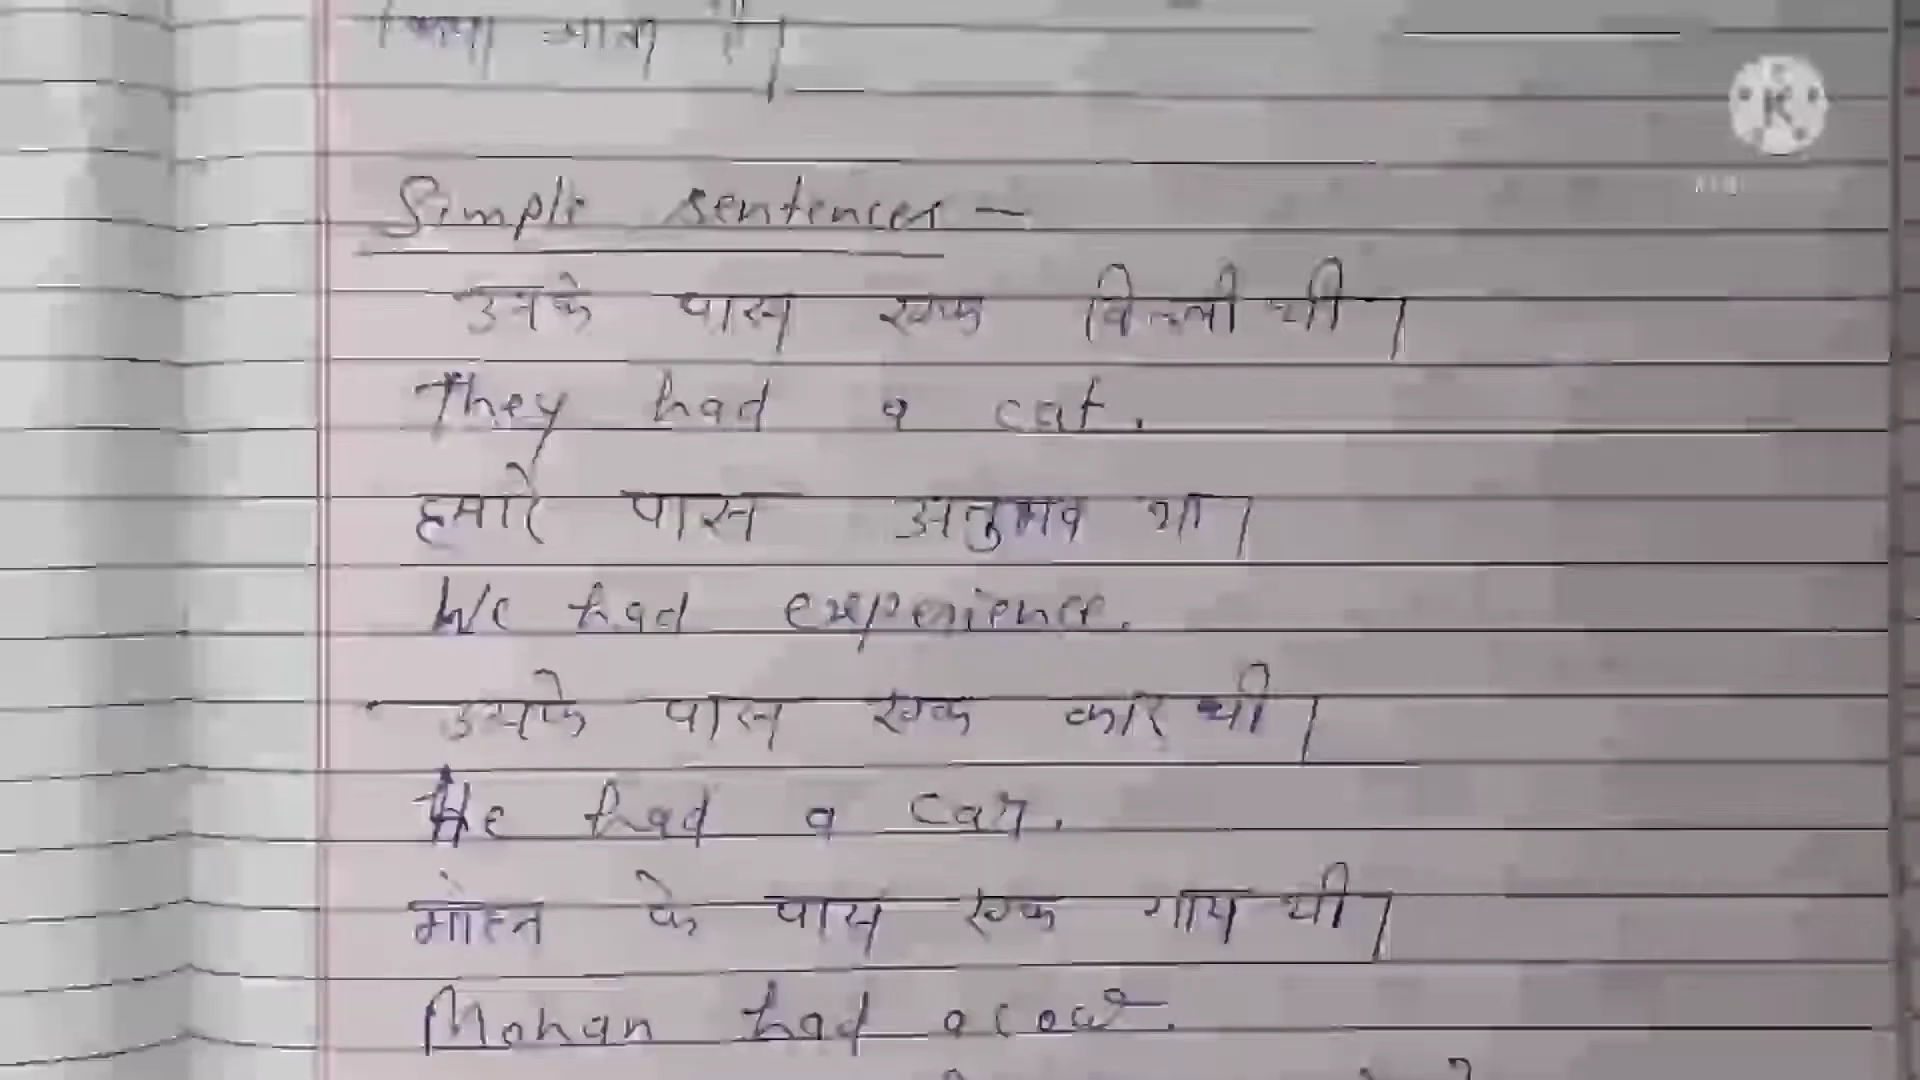 जाता है।
Simple sentences –
उनके पास एक बिल्ली थी।
They had a cat.
हमारे पास अनुभव था।
We had experience.
उसके पास एक कार थी।
He had a car.
मोहन के पास एक गाय थी।
Mohan had a cow.